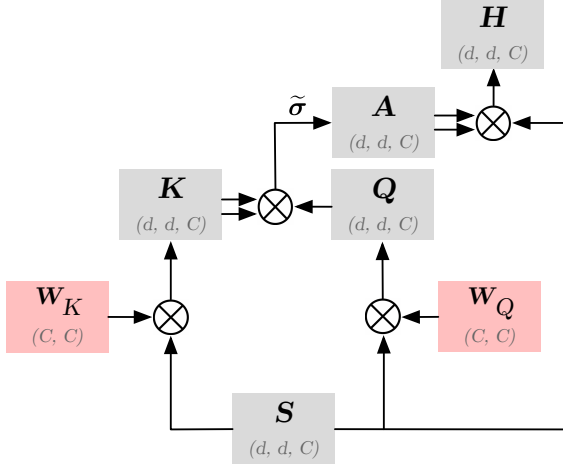 H
(d, d, C)
σ̃
A
(d, d, C)
K
(d, d, C)
Q
(d, d, C)
W_K
(C, C)
W_Q
(C, C)
S
(d, d, C)